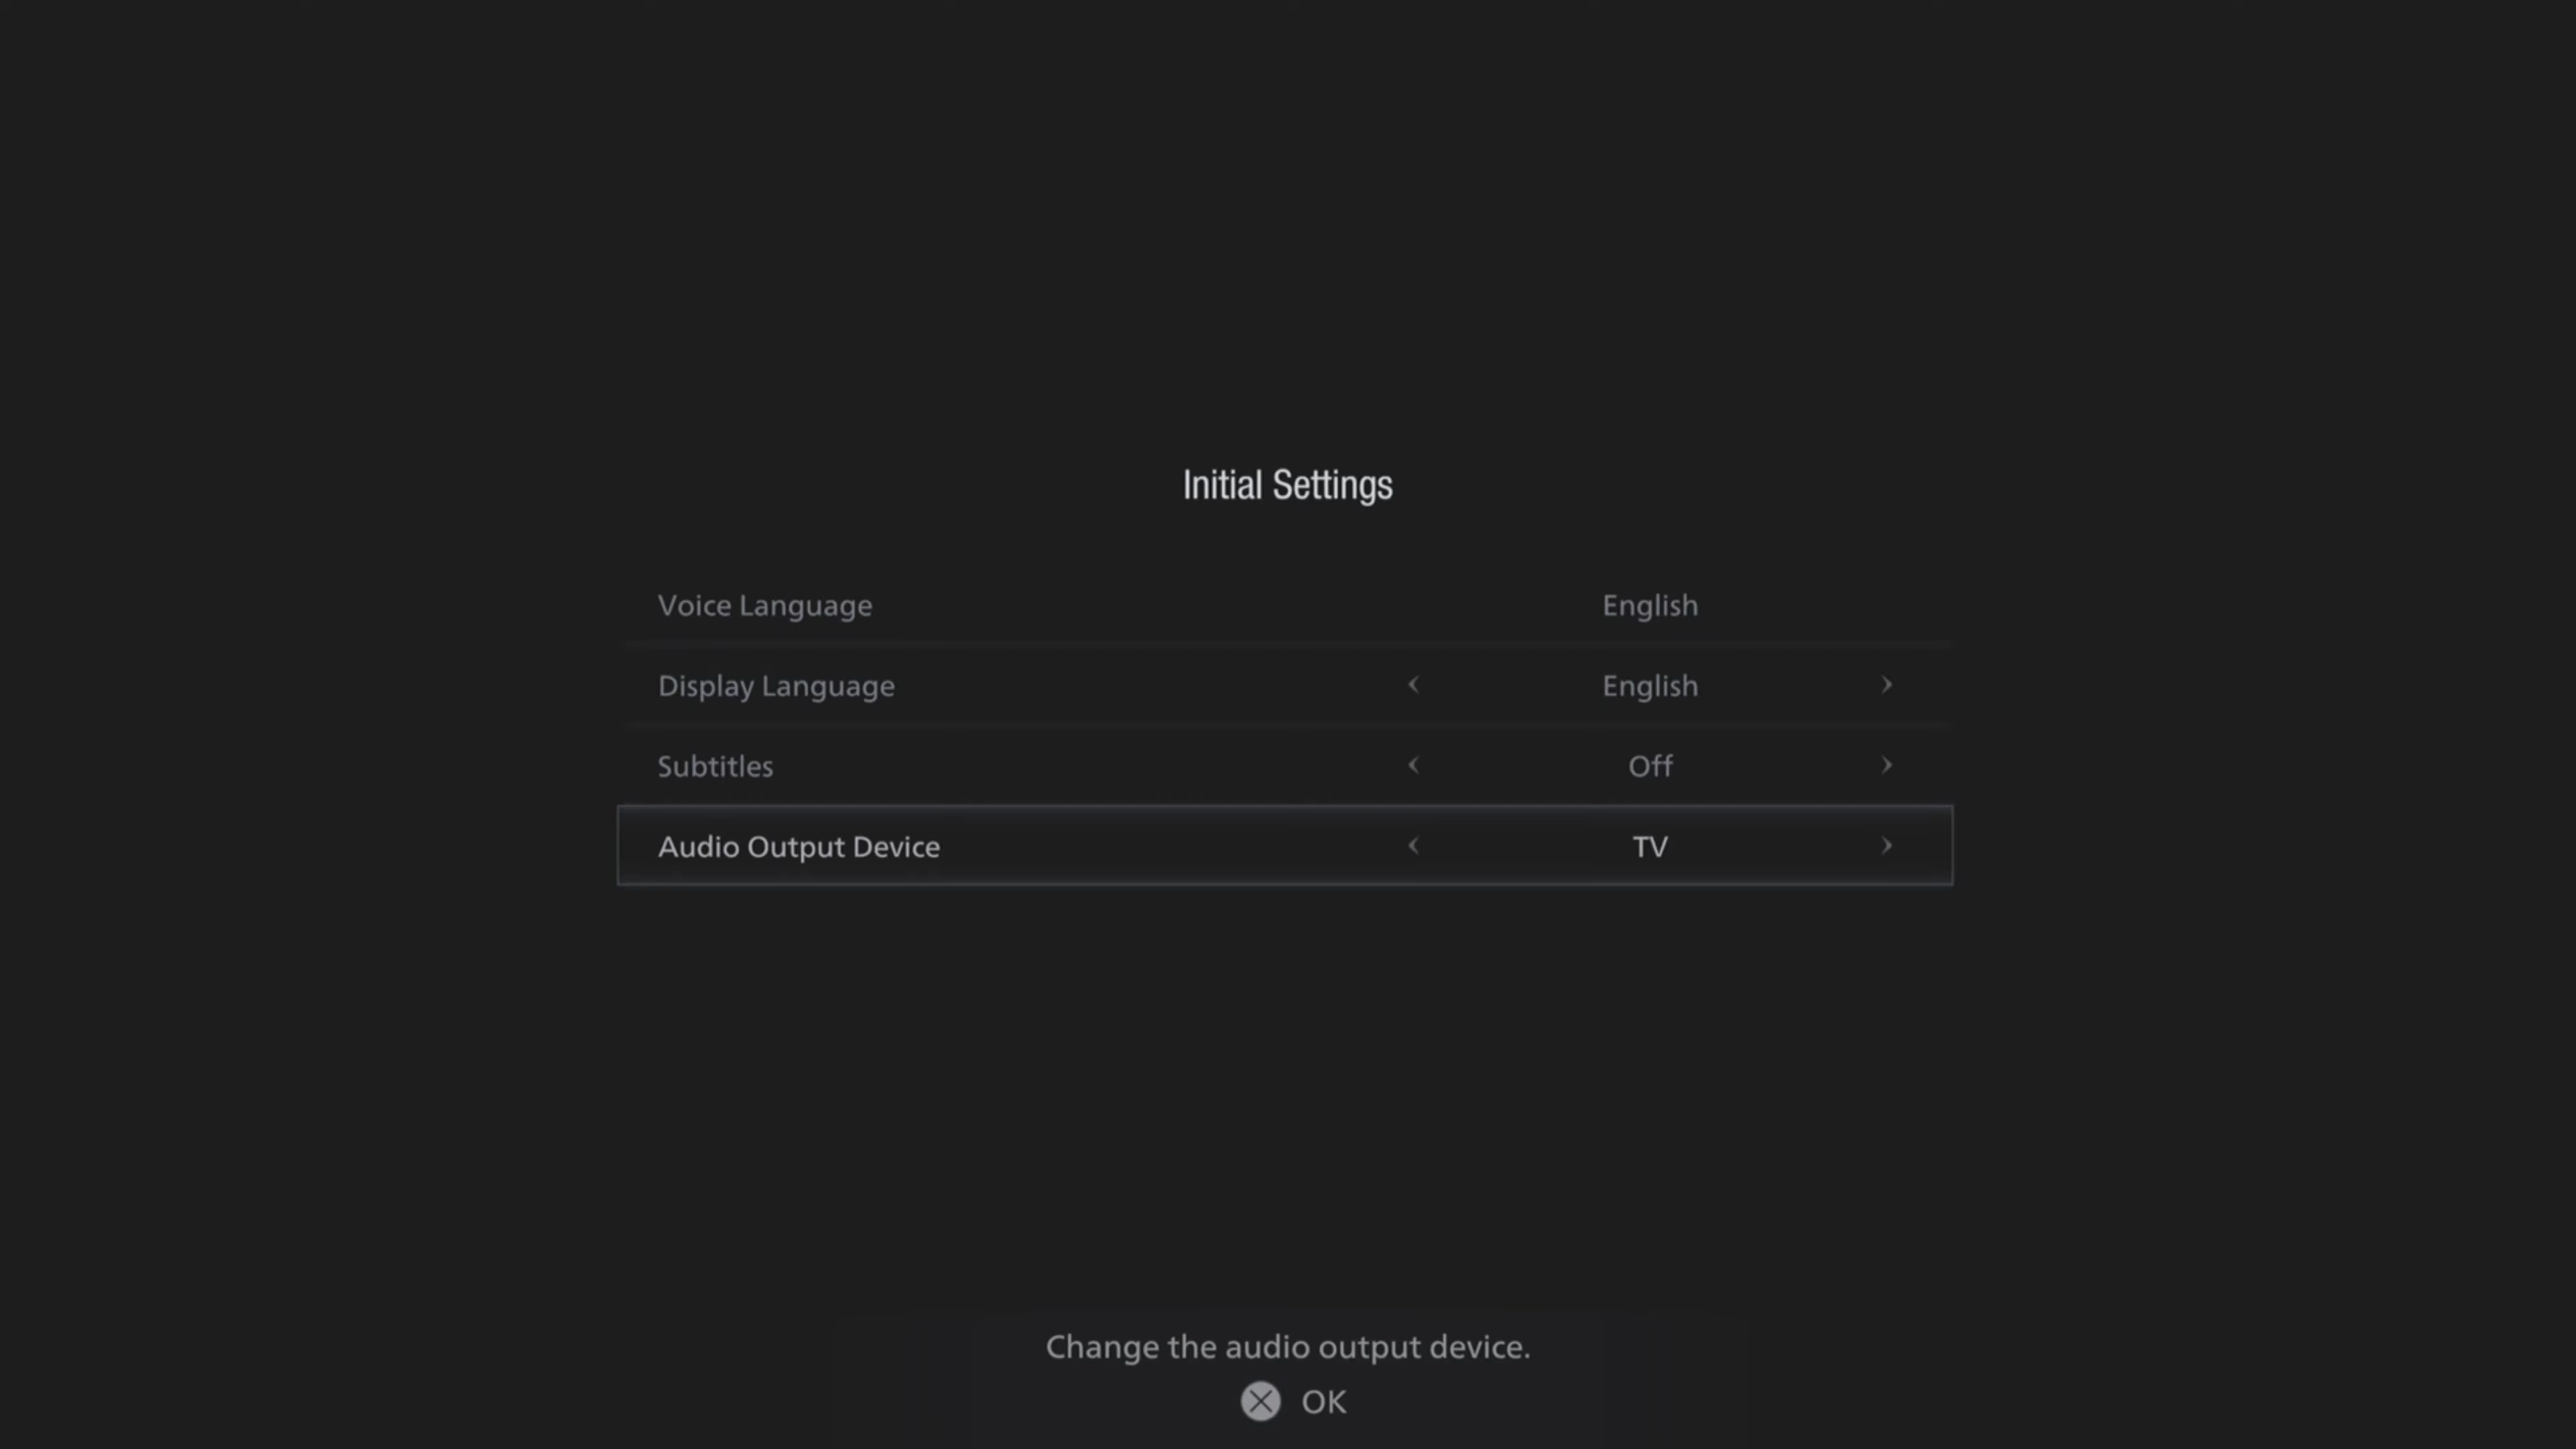 Initial Settings
Voice Language English
Display Language English
Subtitles Off
Audio Output Device TV
Change the audio output device.
OK